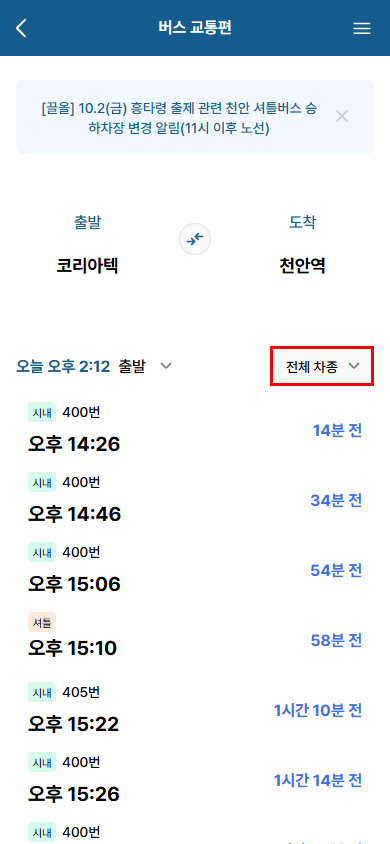 버스 교통편
[끌올] 10.2(금) 흥타령 출제 관련 천안 셔틀버스 승
하차장 변경 알림(11시 이후 노선)
출발
도착
코리아텍
천안역
오늘 오후 2:12 출발
전체 차종
시내 400번
오후 14:26
14분 전
시내 400번
오후 14:46
34분 전
시내 400번
오후 15:06
54분 전
셔틀
오후 15:10
58분 전
시내 405번
오후 15:22
1시간 10분 전
시내 400번
오후 15:26
1시간 14분 전
시내 400번